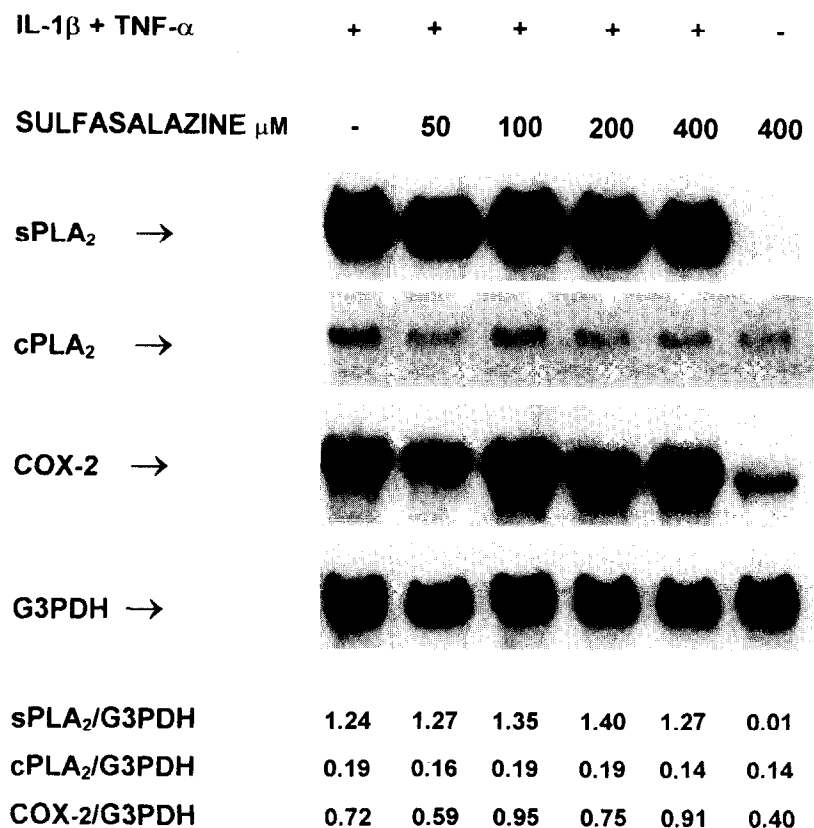 IL-1β + TNF-α + + + + + -
SULFASALAZINE μM - 50 100 200 400 400
sPLA₂ →
cPLA₂ →
COX-2 →
G3PDH →
sPLA₂/G3PDH 1.24 1.27 1.35 1.40 1.27 0.01
cPLA₂/G3PDH 0.19 0.16 0.19 0.19 0.14 0.14
COX-2/G3PDH 0.72 0.59 0.95 0.75 0.91 0.40